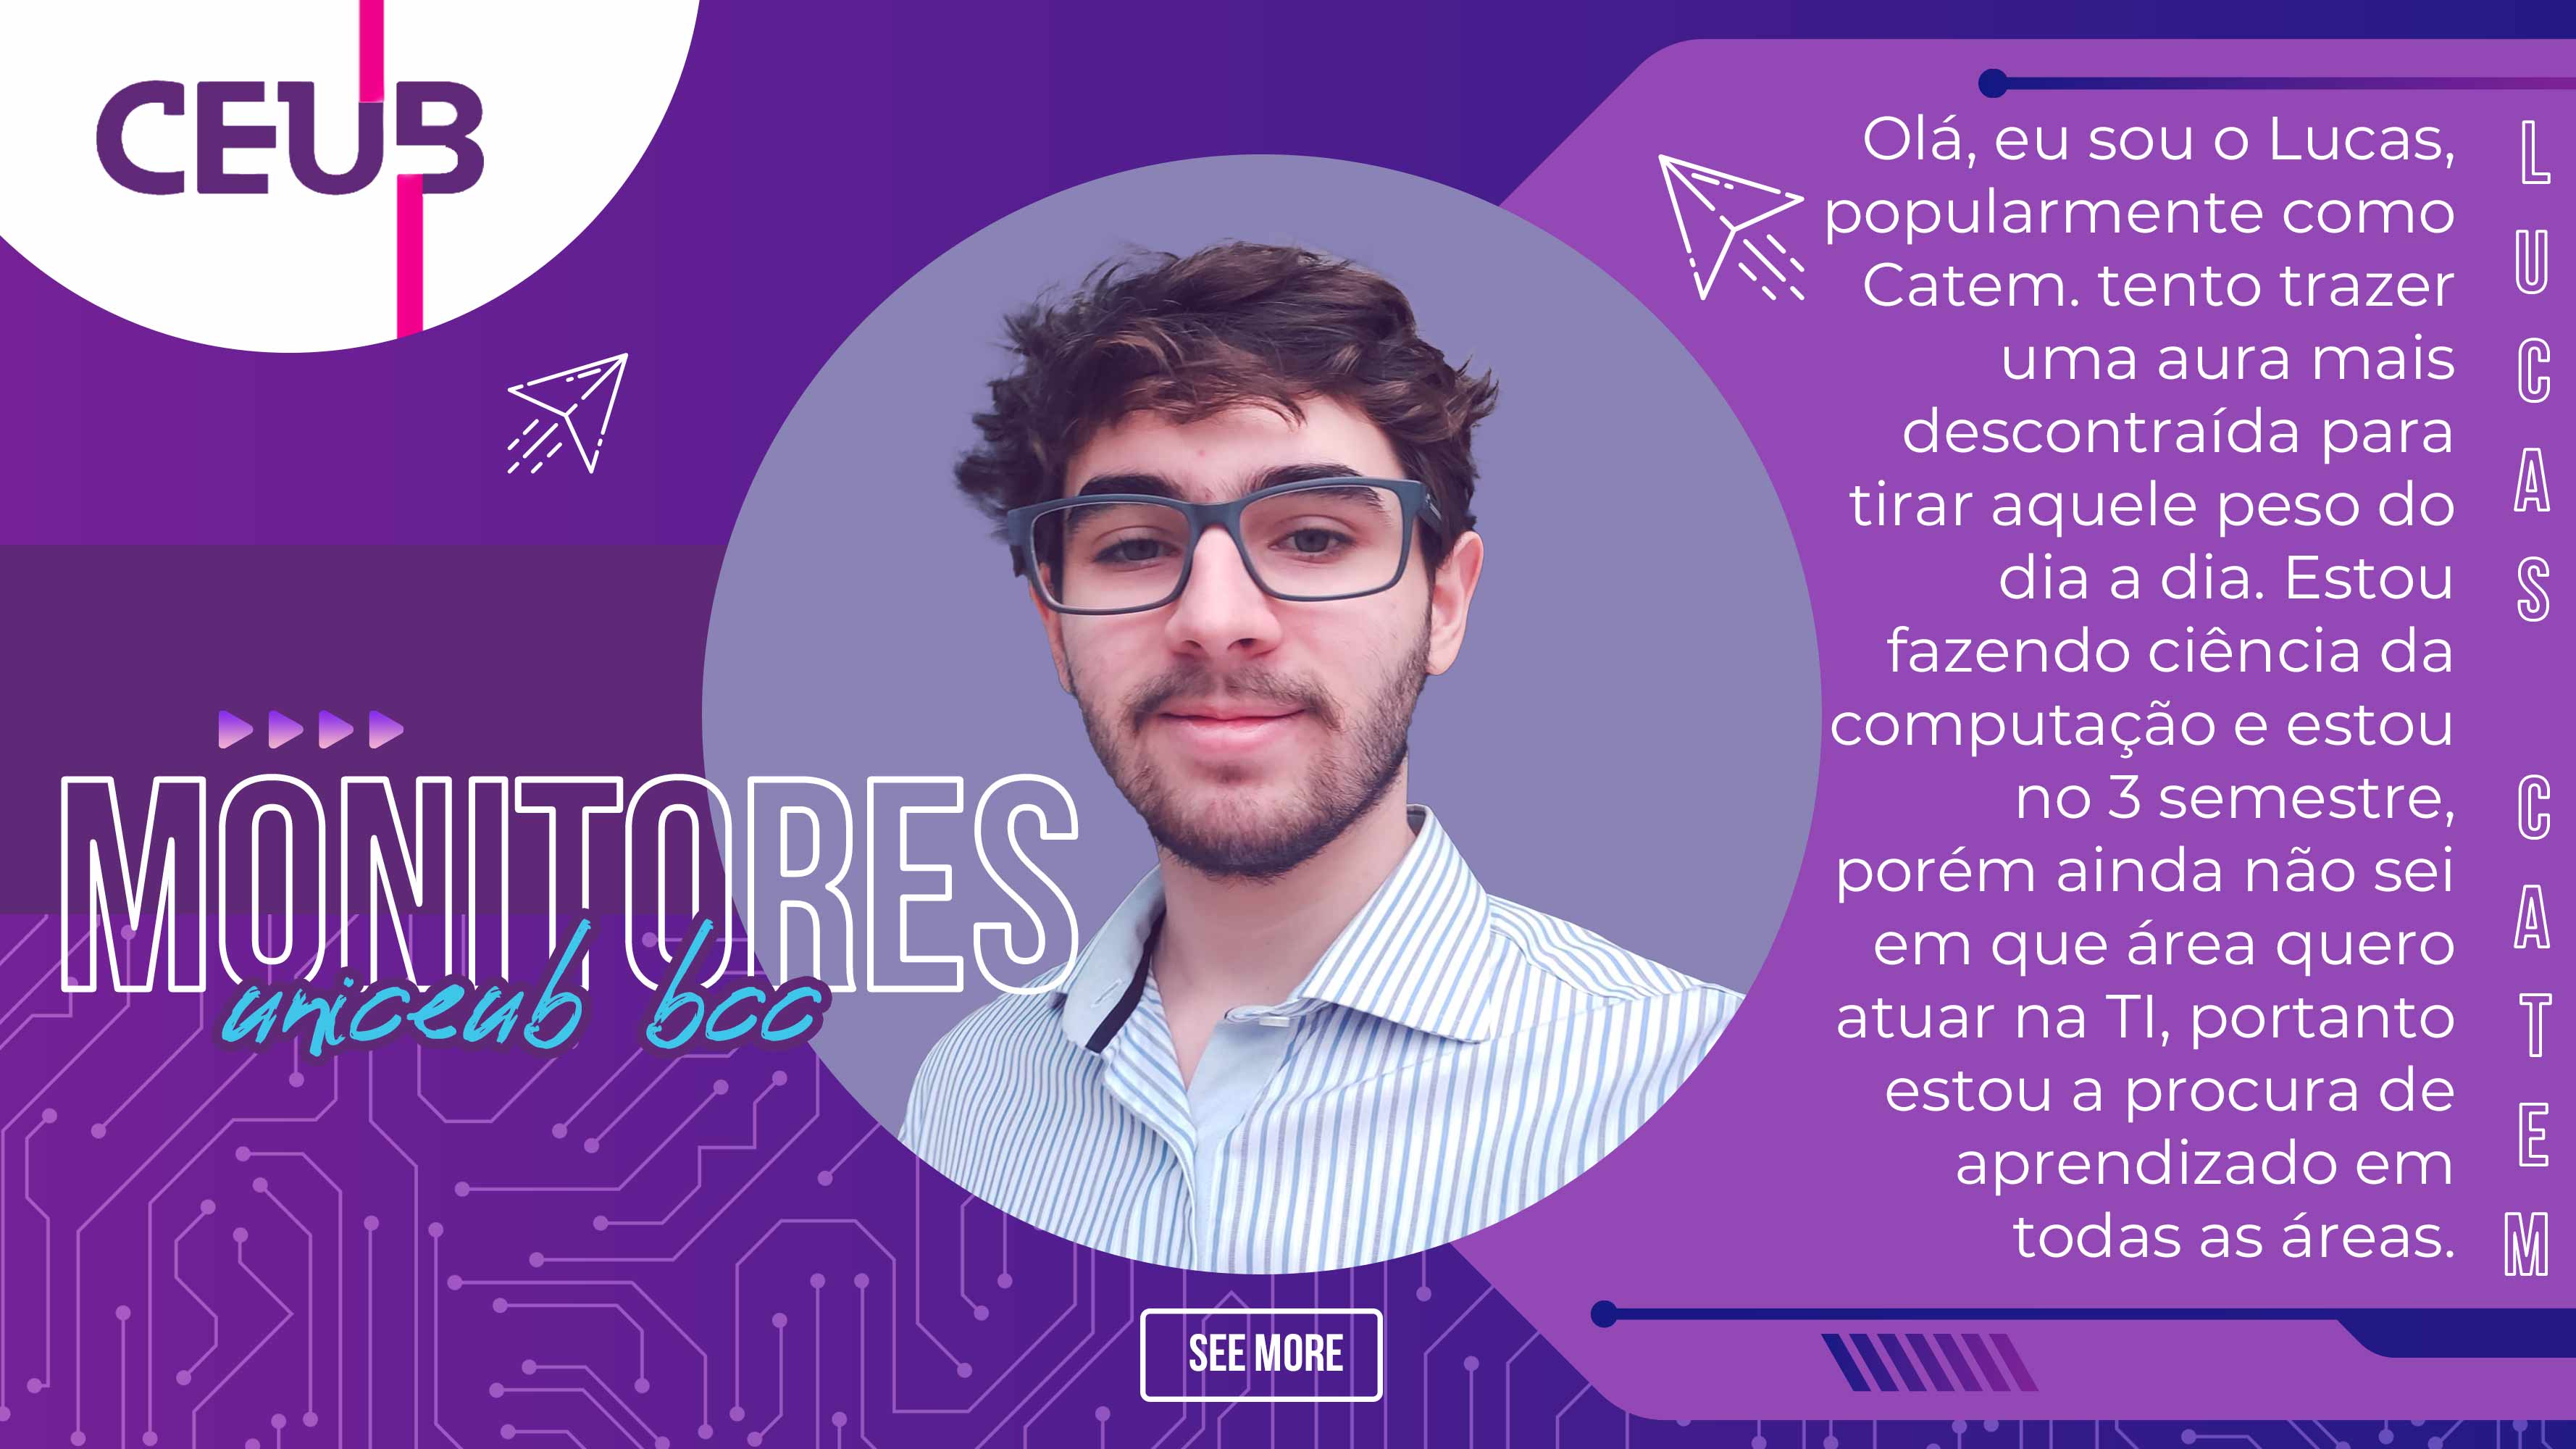 CEUB
MONITORES
uniceub bcc
SEE MORE
Olá, eu sou o Lucas,
popularmente como
Catem. tento trazer
uma aura mais
descontraída para
tirar aquele peso do
dia a dia. Estou
fazendo ciência da
computação e estou
no 3 semestre,
porém ainda não sei
em que área quero
atuar na TI, portanto
estou a procura de
aprendizado em
todas as áreas.
LUCAS CATEM